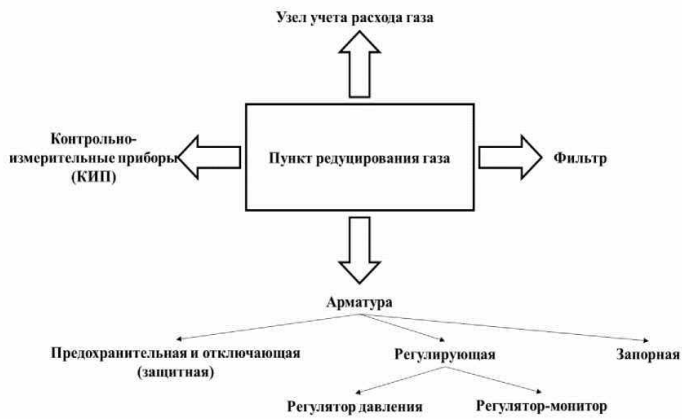 Узел учета расхода газа
Контрольно-
измерительные приборы
(КИП)
Пункт редуцирования газа
Фильтр
Арматура
Предохранительная и отключающая
(защитная)
Регулирующая
Запорная
Регулятор давления
Регулятор-монитор